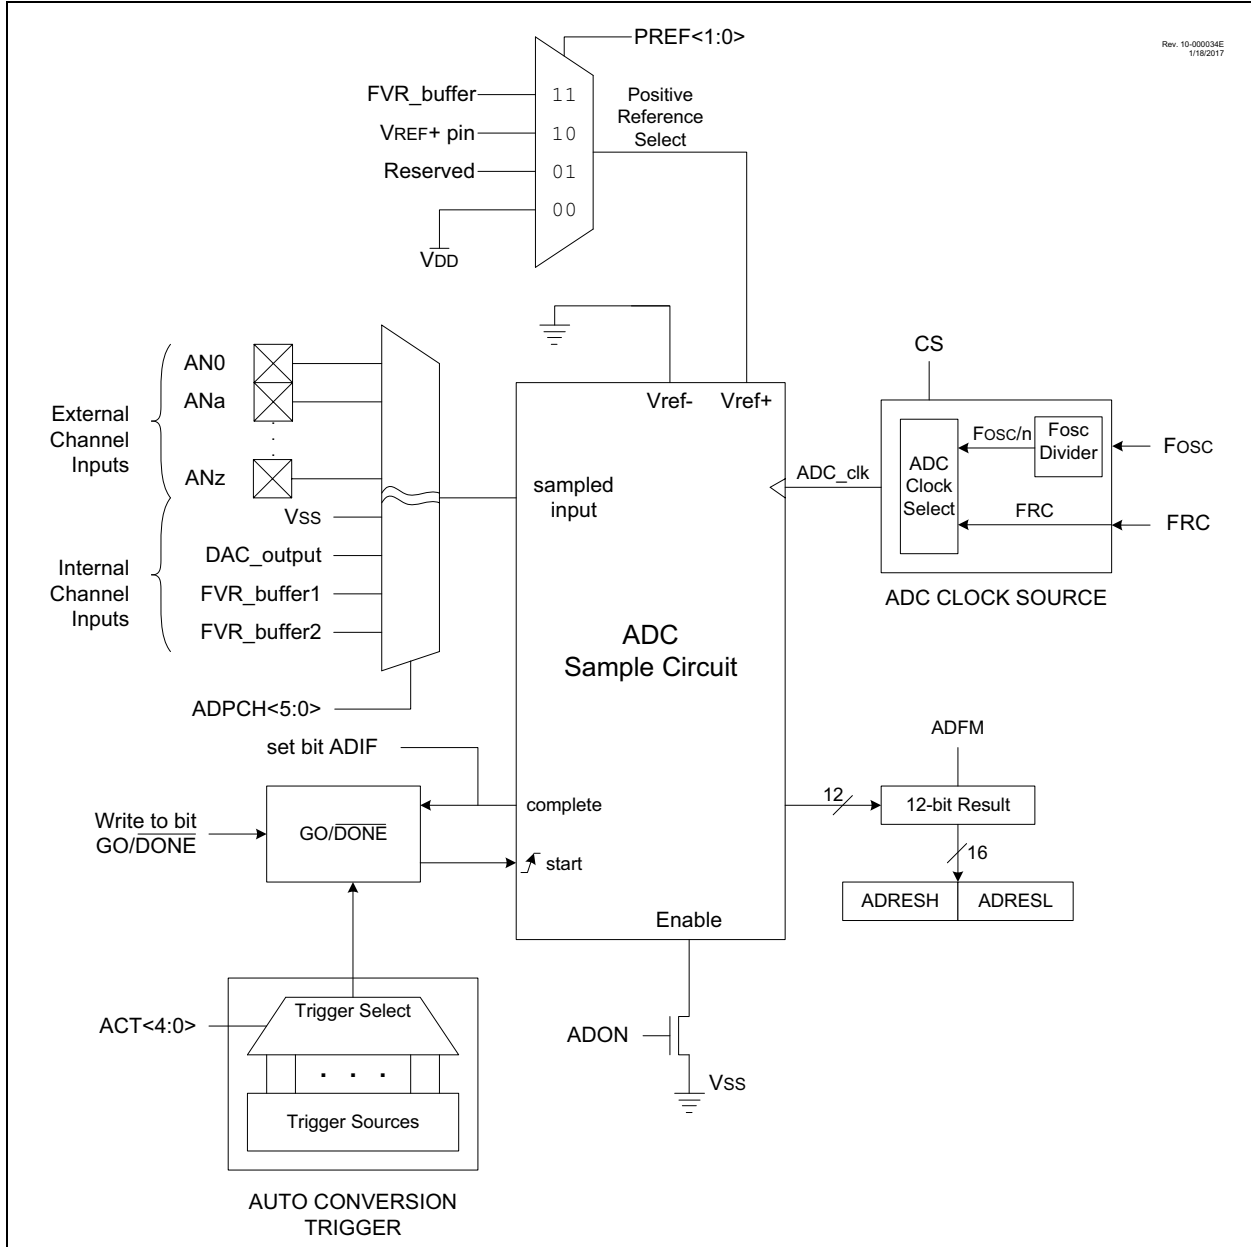 PREF<1:0>
Rev. 10-000034E
1/18/2017
FVR_buffer
11
Positive
Reference
Select
VREF+ pin
10
Reserved
01
00
VDD
External
Channel
Inputs
AN0
ANa
ANz
Internal
Channel
Inputs
VSS
DAC_output
FVR_buffer1
FVR_buffer2
ADPCH<5:0>
Vref-
Vref+
sampled
input
ADC
Sample Circuit
ADC_clk
CS
ADC
Clock
Select
FOSC/n
Fosc
Divider
FOSC
FRC
FRC
ADC CLOCK SOURCE
set bit ADIF
Write to bit
GO/DONE
GO/DONE
complete
start
Enable
ADFM
12
12-bit Result
16
ADRESH
ADRESL
ACT<4:0>
Trigger Select
. . .
Trigger Sources
AUTO CONVERSION
TRIGGER
ADON
VSS